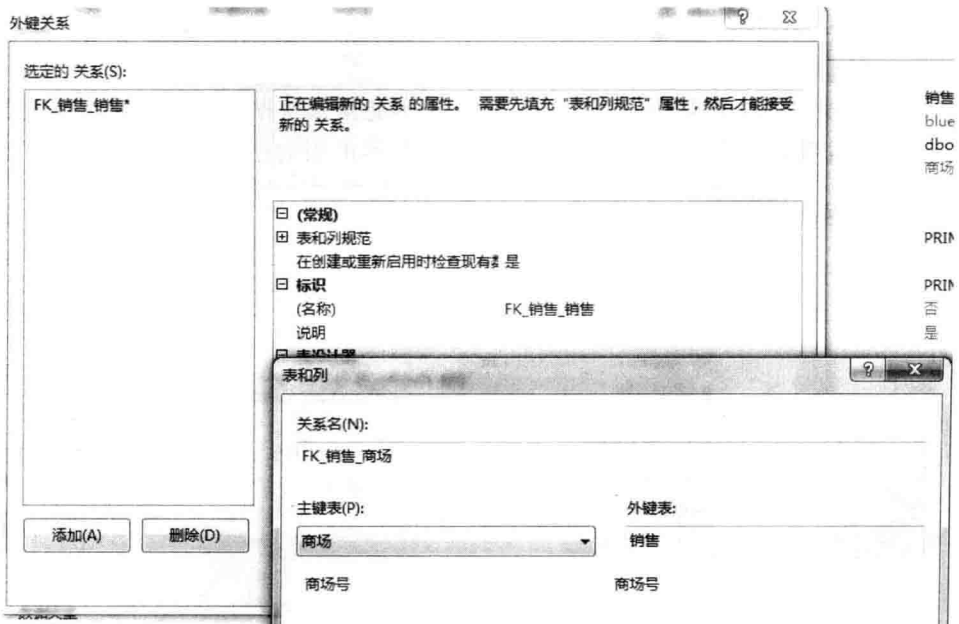 外键关系
选定的 关系(S):
FK_销售_销售*
正在编辑新的 关系 的属性。 需要先填充“表和列规范”属性，然后才能接受
新的 关系。
(常规)
表和列规范
在创建或重新启用时检查现有 是
标识
(名称) FK_销售_销售
说明
表设计器
添加(A) 删除(D)
销售
blue
dbo
商场
PRIM
PRIM
否
是
表和列
关系名(N):
FK_销售_商场
主键表(P): 外键表:
商场 销售
商场号 商场号